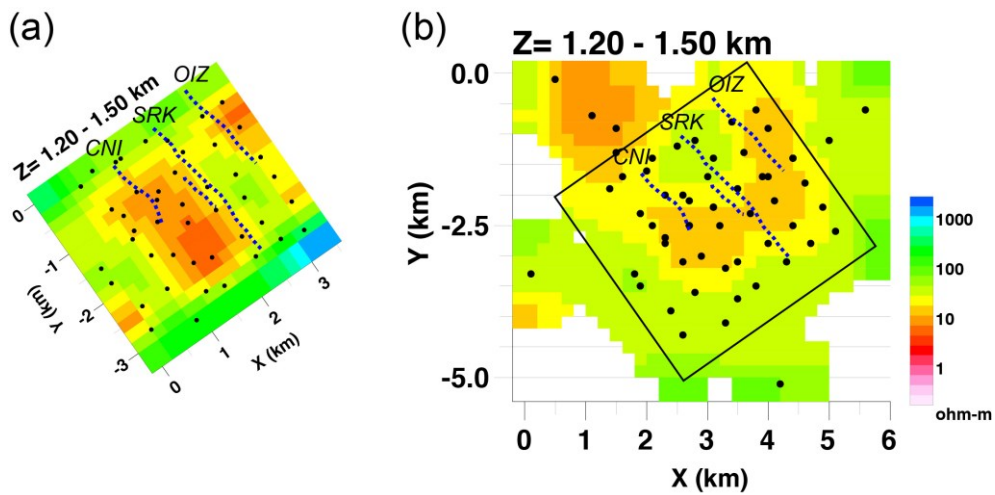 (a)
Z= 1.20 - 1.50 km
OIZ
SRK
CNI
0
-1
-2
-3
Y (km)
0
1
2
3
X (km)
(b)
Z= 1.20 - 1.50 km
0.0
-2.5
-5.0
Y (km)
OIZ
SRK
CNI
0 1 2 3 4 5 6
X (km)
1000
100
10
1
ohm-m